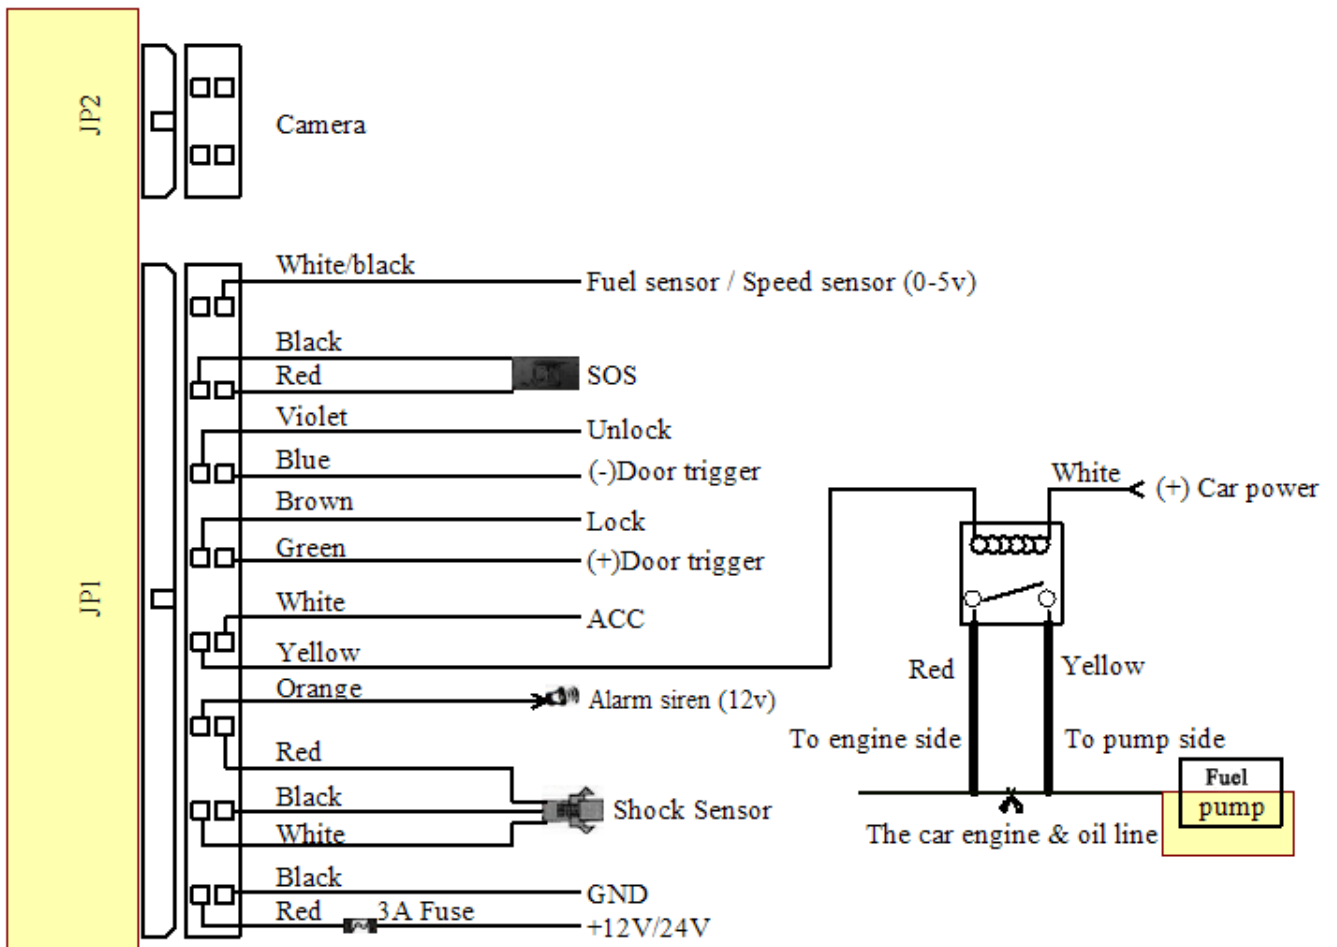 JP2
Camera
White/black
Fuel sensor / Speed sensor (0-5v)
Black
Red
SOS
Violet
Unlock
Blue
(-)Door trigger
Brown
Lock
Green
(+)Door trigger
White
(+) Car power
JP1
White
ACC
Yellow
Orange
Alarm siren (12v)
Red
Yellow
To engine side
To pump side
Red
Black
Shock Sensor
White
Fuel
pump
The car engine & oil line
Black
GND
Red
3A Fuse
+12V/24V